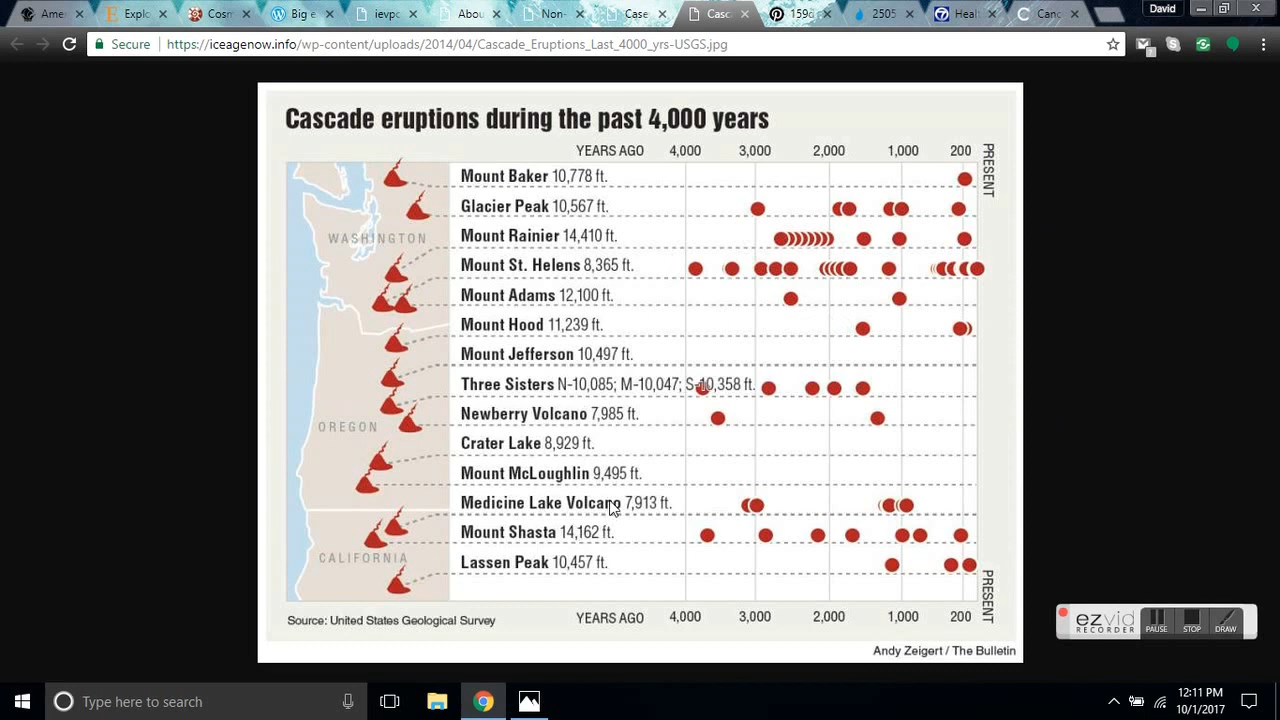 Ame
Explo
Cosm
Big e
ievpc
Abou
Non-
Case
Casc
159d
2505
Healt
Canc
David
Secure
https://iceagenow.info/wp-content/uploads/2014/04/Cascade_Eruptions_Last_4000_yrs-USGS.jpg
Cascade eruptions during the past 4,000 years
YEARS AGO 4,000 3,000 2,000 1,000 200 PRESENT
Mount Baker 10,778 ft.
Glacier Peak 10,567 ft.
WASHINGTON
Mount Rainier 14,410 ft.
Mount St. Helens 8,365 ft.
Mount Adams 12,100 ft.
Mount Hood 11,239 ft.
Mount Jefferson 10,497 ft.
Three Sisters N-10,085; M-10,047; S-10,358 ft.
Newberry Volcano 7,985 ft.
OREGON
Crater Lake 8,929 ft.
Mount McLoughlin 9,495 ft.
Medicine Lake Volcano 7,913 ft.
Mount Shasta 14,162 ft.
CALIFORNIA
Lassen Peak 10,457 ft.
PRESENT
Source: United States Geological Survey
YEARS AGO 4,000 3,000 2,000 1,000 200
Andy Zeigert / The Bulletin
ezvid
RECORDER
PAUSE
STOP
DRAW
Type here to search
12:11 PM
10/1/2017